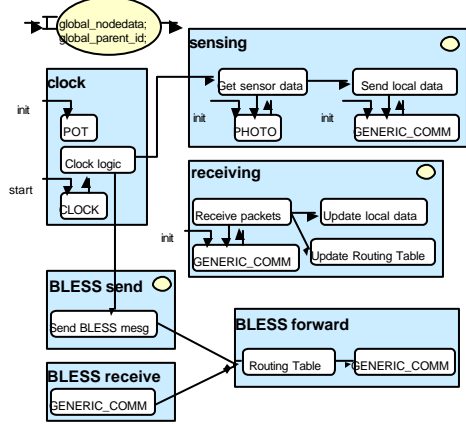 global_nodedata;
global_parent_id;
sensing
Get sensor data
Send local data
init
PHOTO
init
GENERIC_COMM
clock
init
POT
Clock logic
start
CLOCK
receiving
Receive packets
Update local data
init
GENERIC_COMM
Update Routing Table
BLESS send
Send BLESS mesg
BLESS forward
Routing Table
GENERIC_COMM
BLESS receive
GENERIC_COMM